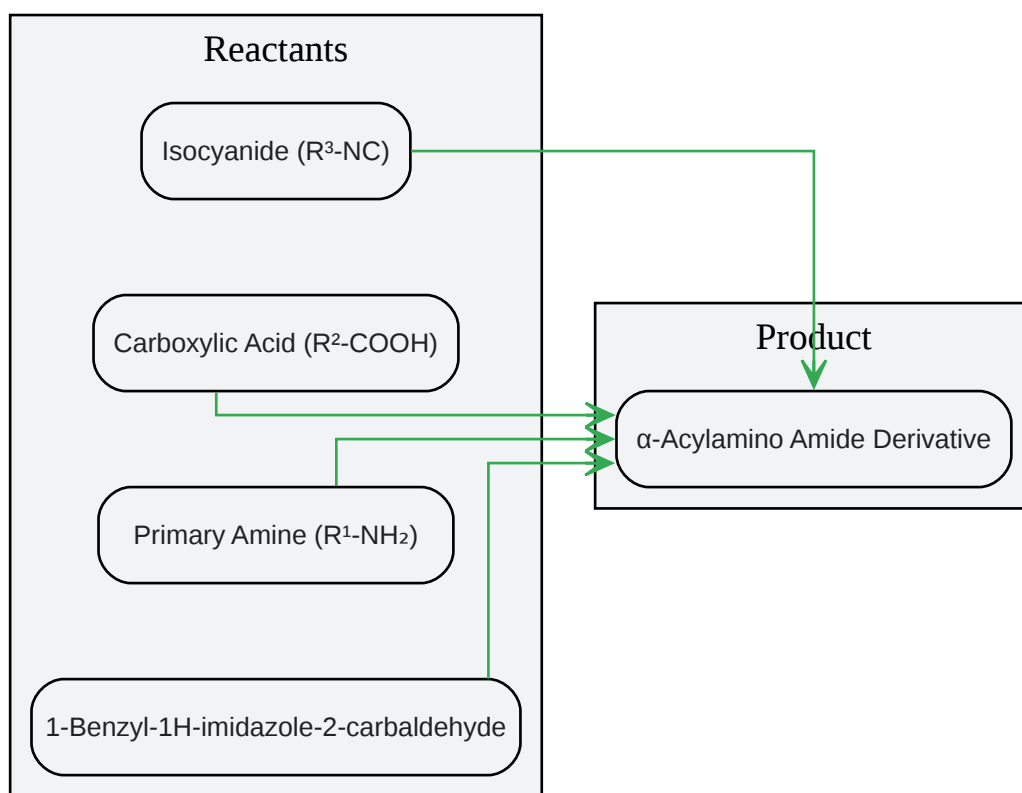 Reactants
Isocyanide (R³-NC)
Carboxylic Acid (R²-COOH)
Primary Amine (R¹-NH₂)
1-Benzyl-1H-imidazole-2-carbaldehyde
Product
α-Acylamino Amide Derivative